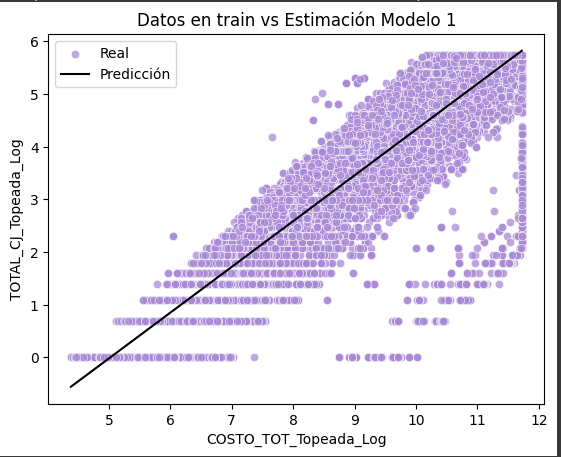 Datos en train vs Estimación Modelo 1
Real
Predicción
6
5
4
3
2
1
0
TOTAL_CJ_Topeada_Log
5 6 7 8 9 10 11 12
COSTO_TOT_Topeada_Log